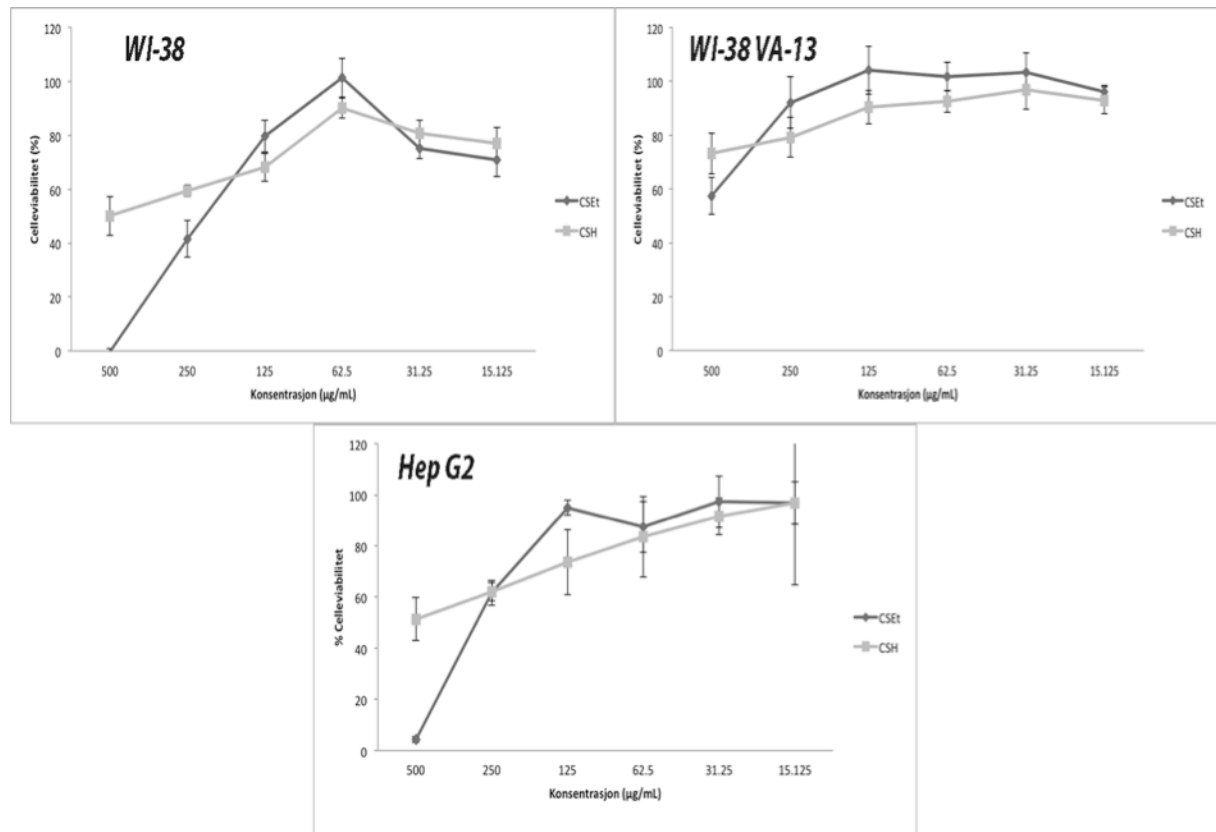 WI-38
120
100
80
60
40
20
0
Celleviabilitet (%)
500 250 125 62.5 31.25 15.125
Konsentrasjon (µg/mL)
CSEt
CSH
WI-38 VA-13
120
100
80
60
40
20
0
Celleviabilitet (%)
500 250 125 62.5 31.25 15.125
Konsentrasjon (µg/mL)
CSEt
CSH
Hep G2
120
100
80
60
40
20
0
% Celleviabilitet
500 250 125 62.5 31.25 15.125
Konsentrasjon (µg/mL)
CSEt
CSH